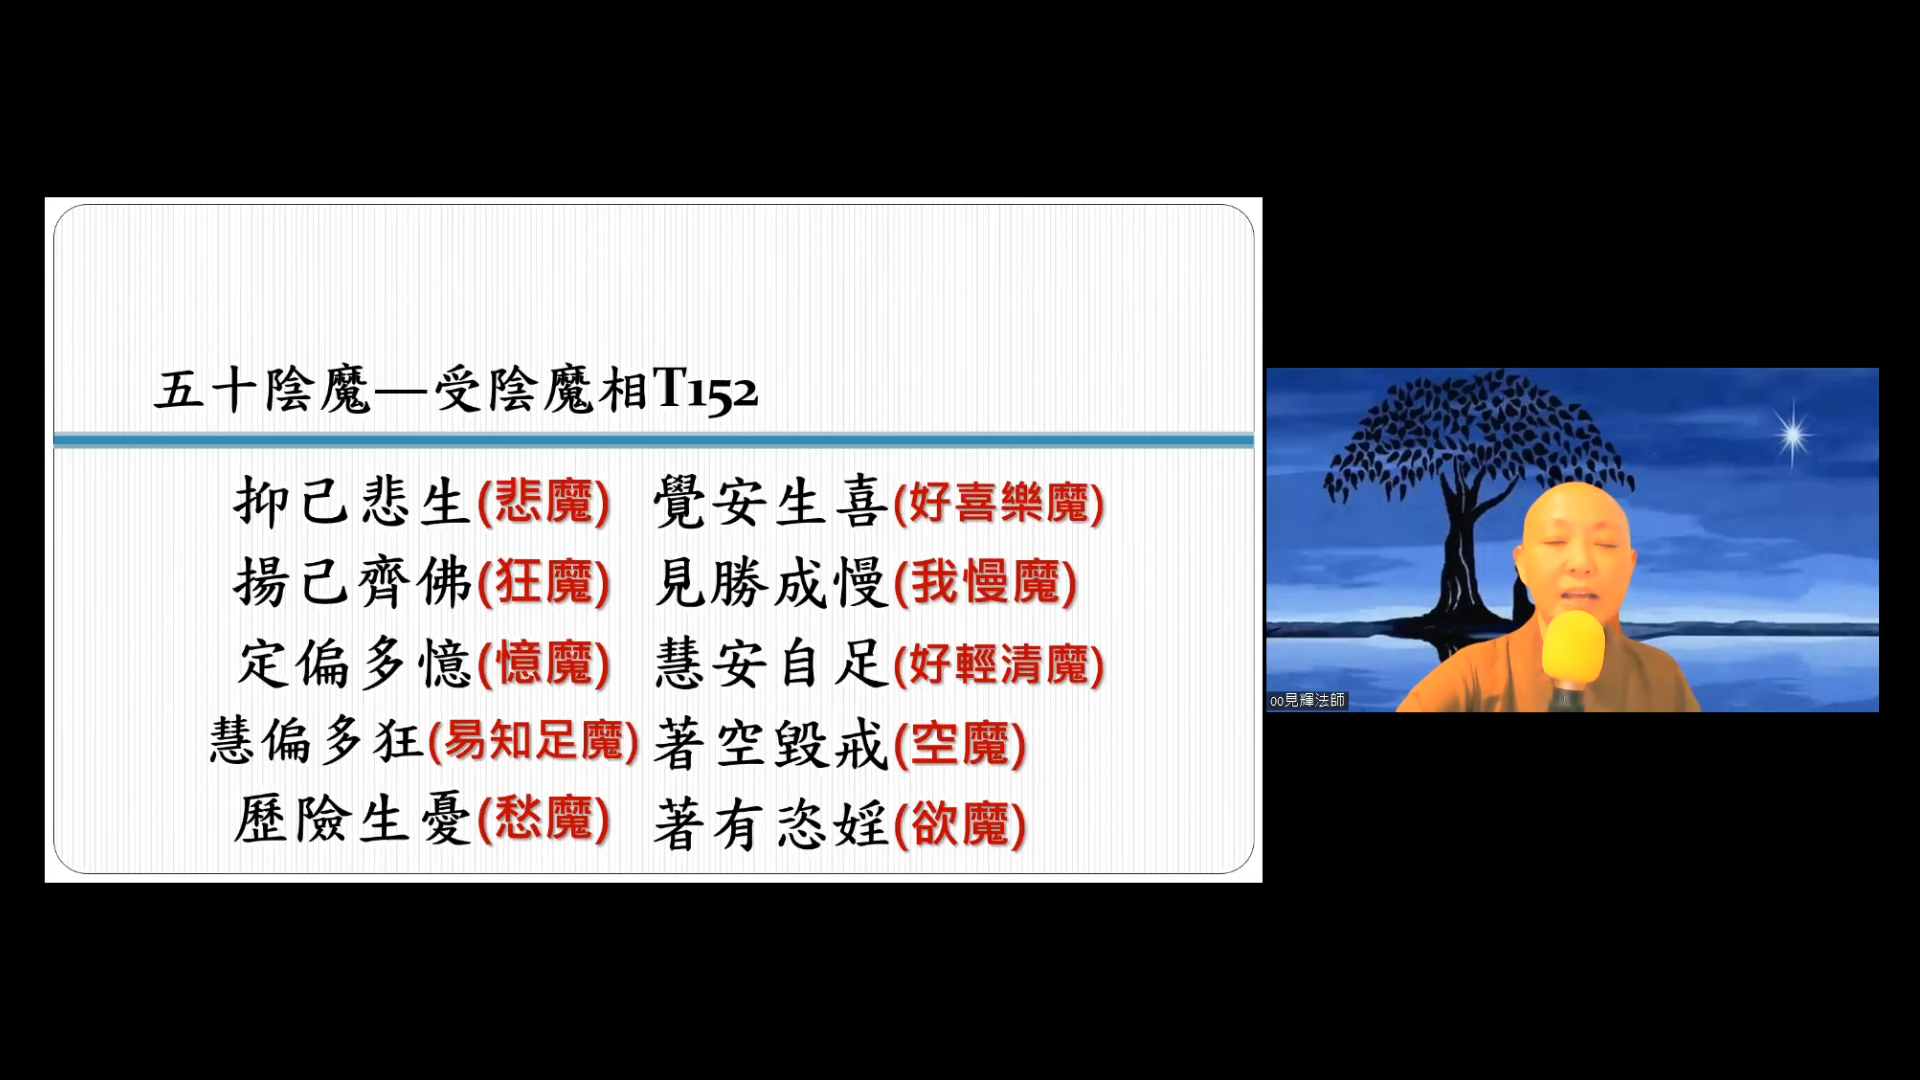 五十陰魔—受陰魔相T152
抑己悲生(悲魔) 覺安生喜(好喜樂魔)
揚己齊佛(狂魔) 見勝成慢(我慢魔)
定偏多憶(憶魔) 慧安自足(好輕清魔)
慧偏多狂(易知足魔) 著空毀戒(空魔)
歷險生憂(愁魔) 著有恣婬(欲魔)
00見輝法師